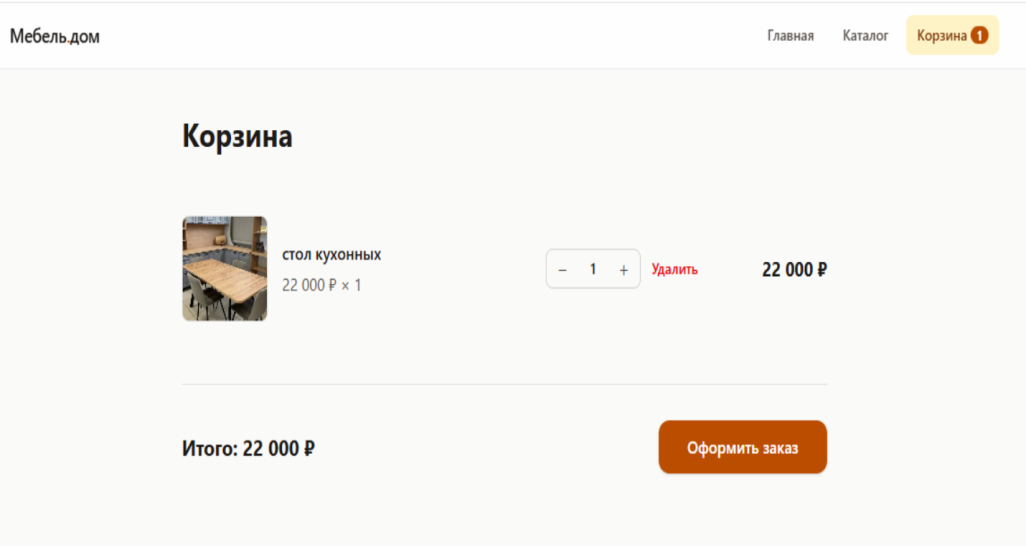 Мебель.дом
Главная Каталог Корзина 1
Корзина
стол кухонных
22 000 ₽ × 1
− 1 + Удалить 22 000 ₽
Итого: 22 000 ₽
Оформить заказ